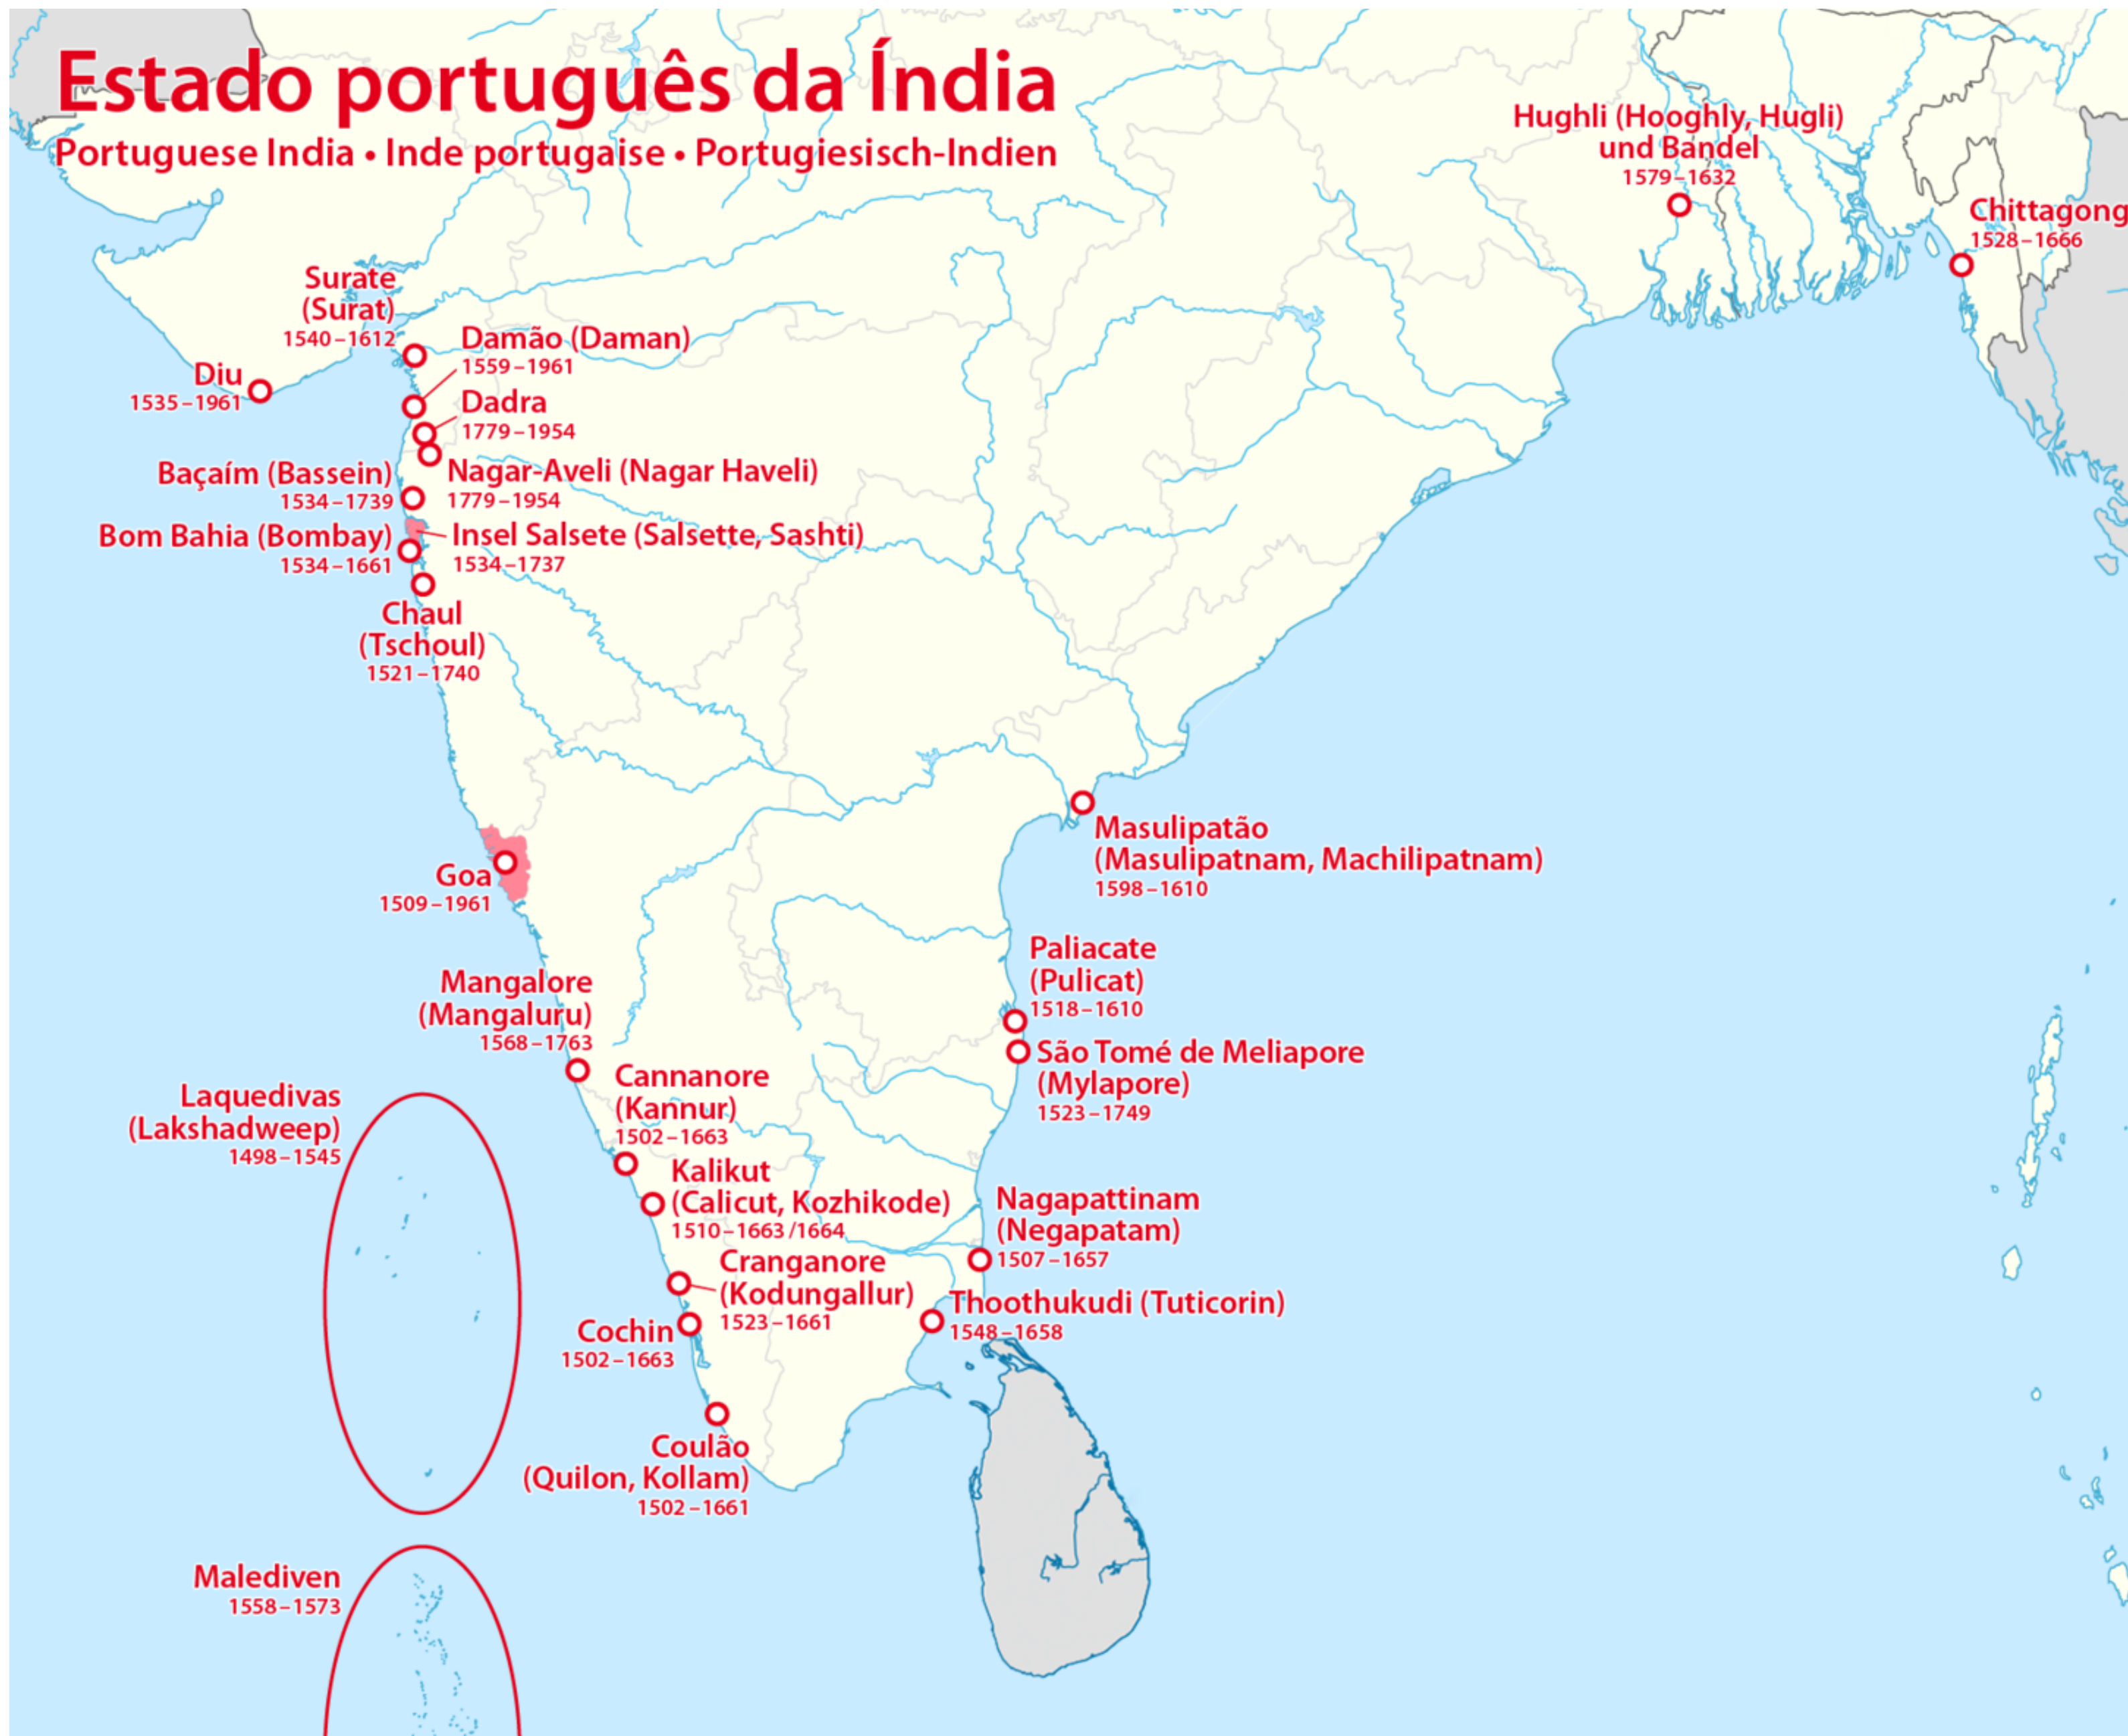 Estado português da Índia
Portuguese India • Inde portugaise • Portugiesisch-Indien
Hughli (Hooghly, Hugli)
und Bandel
1579–1632
Chittagong
1528–1666
Surate
(Surat)
1540–1612
Damão (Daman)
1559–1961
Diu
1535–1961
Dadra
1779–1954
Baçaím (Bassein)
1534–1739
Nagar-Aveli (Nagar Haveli)
1779–1954
Bom Bahia (Bombay)
1534–1661
Insel Salsete (Salsette, Sashti)
1534–1737
Chaul
(Tschoul)
1521–1740
Masulipatão
(Masulipatnam, Machilipatnam)
1598–1610
Goa
1509–1961
Paliacate
(Pulicat)
1518–1610
Mangalore
(Mangaluru)
1568–1763
São Tomé de Meliapore
(Mylapore)
1523–1749
Cannanore
(Kannur)
1502–1663
Laquedivas
(Lakshadweep)
1498–1545
Kalikut
(Calicut, Kozhikode)
1510–1663/1664
Nagapattinam
(Negapatam)
1507–1657
Cranganore
(Kodungallur)
1523–1661
Thoothukudi (Tuticorin)
1548–1658
Cochin
1502–1663
Coulão
(Quilon, Kollam)
1502–1661
Malediven
1558–1573